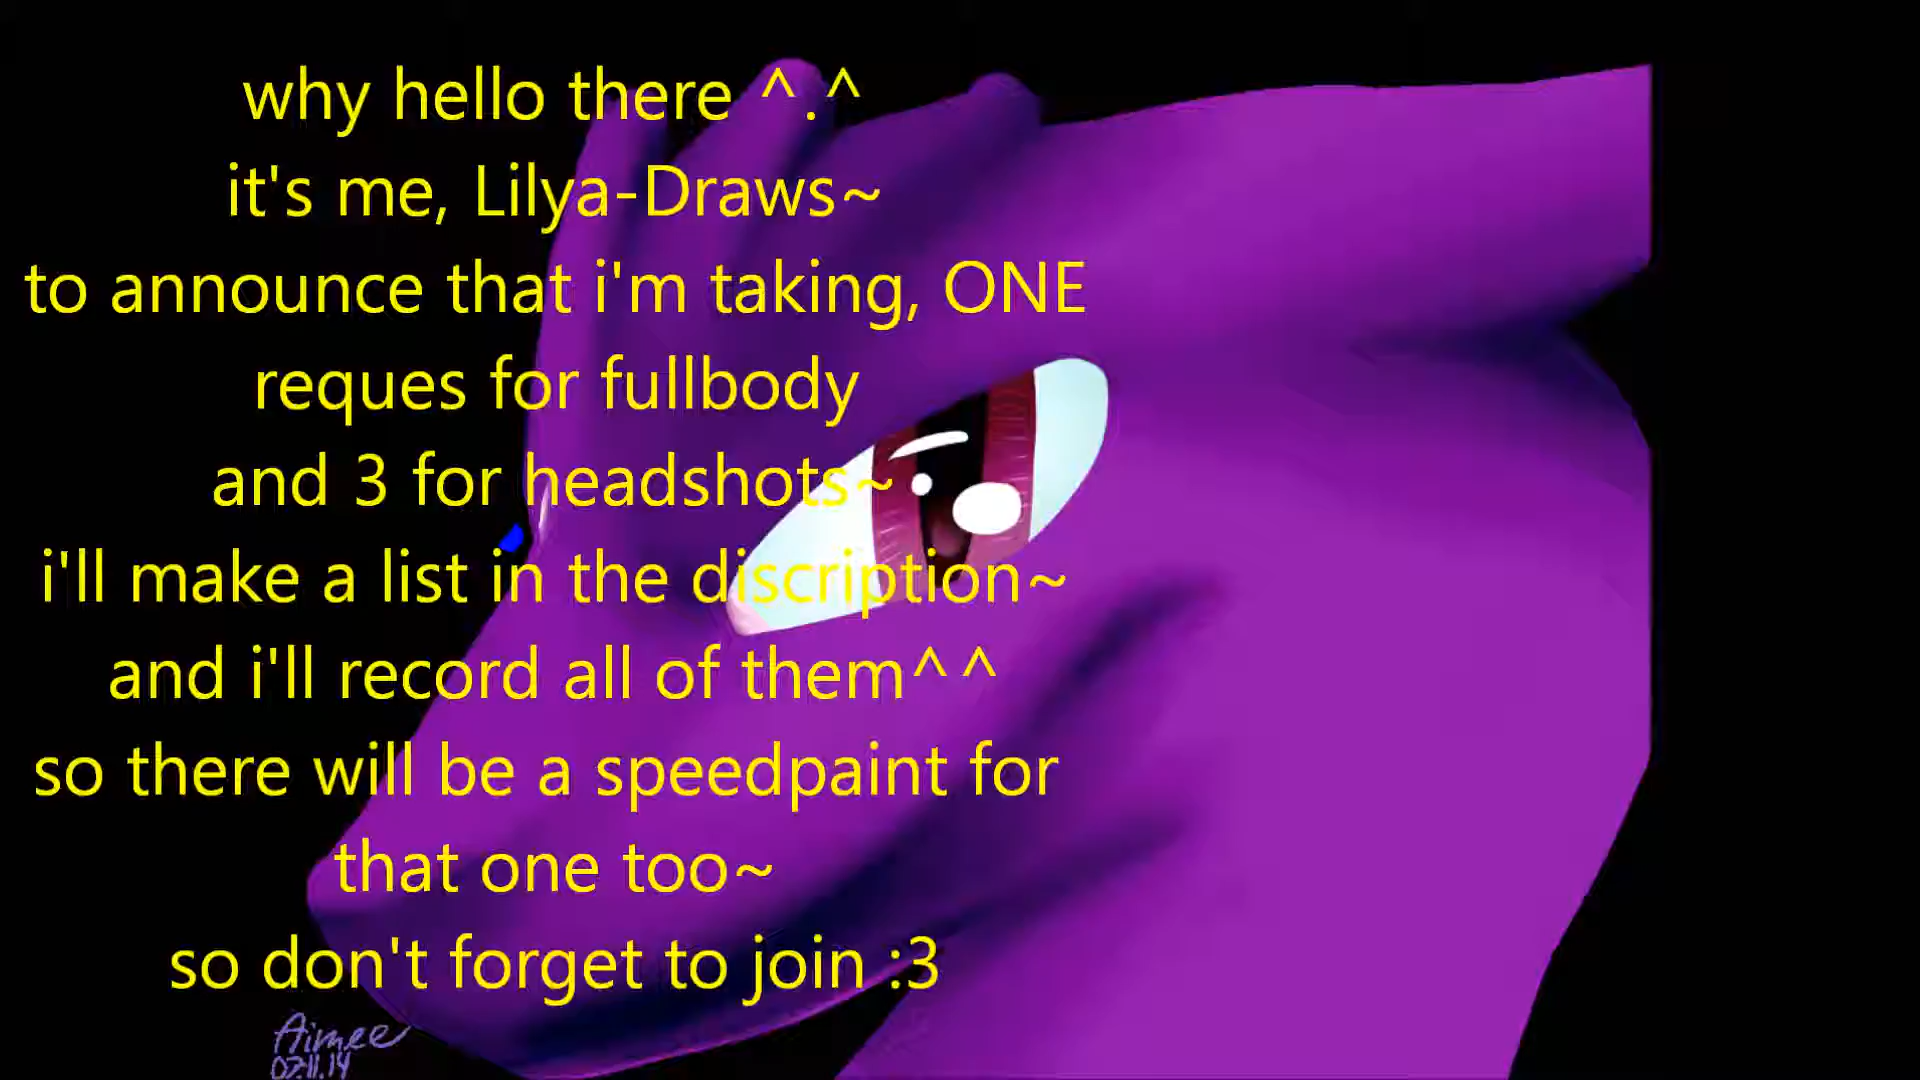 why hello there ^.^
it's me, Lilya-Draws~
to announce that i'm taking, ONE
reques for fullbody
and 3 for headshots~
i'll make a list in the discription~
and i'll record all of them^^
so there will be a speedpaint for
that one too~
so don't forget to join :3
Aimee
07.11.14